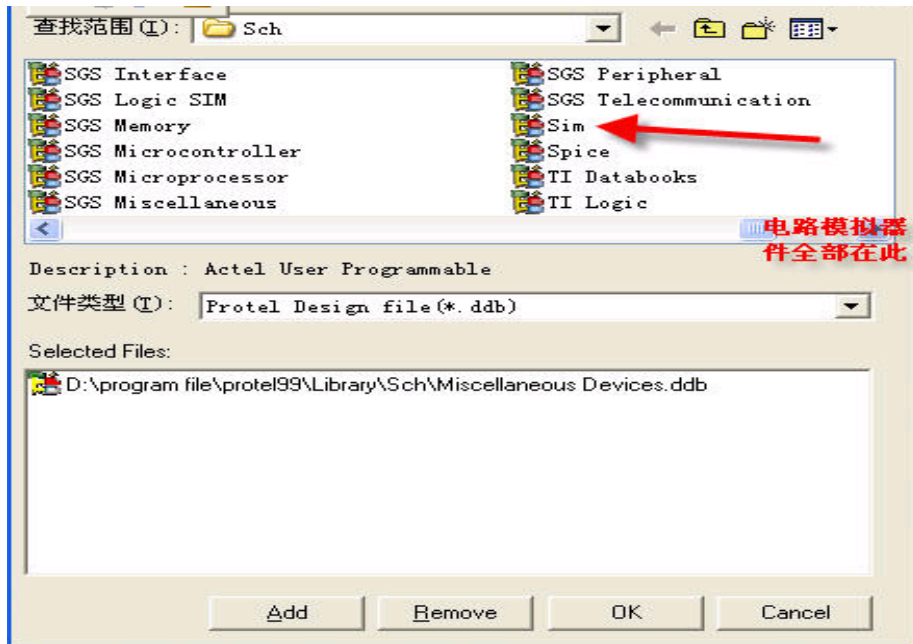 查找范围(I): Sch
SGS Interface
SGS Logic SIM
SGS Memory
SGS Microcontroller
SGS Microprocessor
SGS Miscellaneous
SGS Peripheral
SGS Telecommunication
Sim
Spice
TI Databooks
TI Logic
电路模拟器
件全部在此
Description : Actel User Programmable
文件类型(T): Protel Design file(*.ddb)
Selected Files:
D:\program file\protel99\Library\Sch\Miscellaneous Devices.ddb
Add Remove OK Cancel